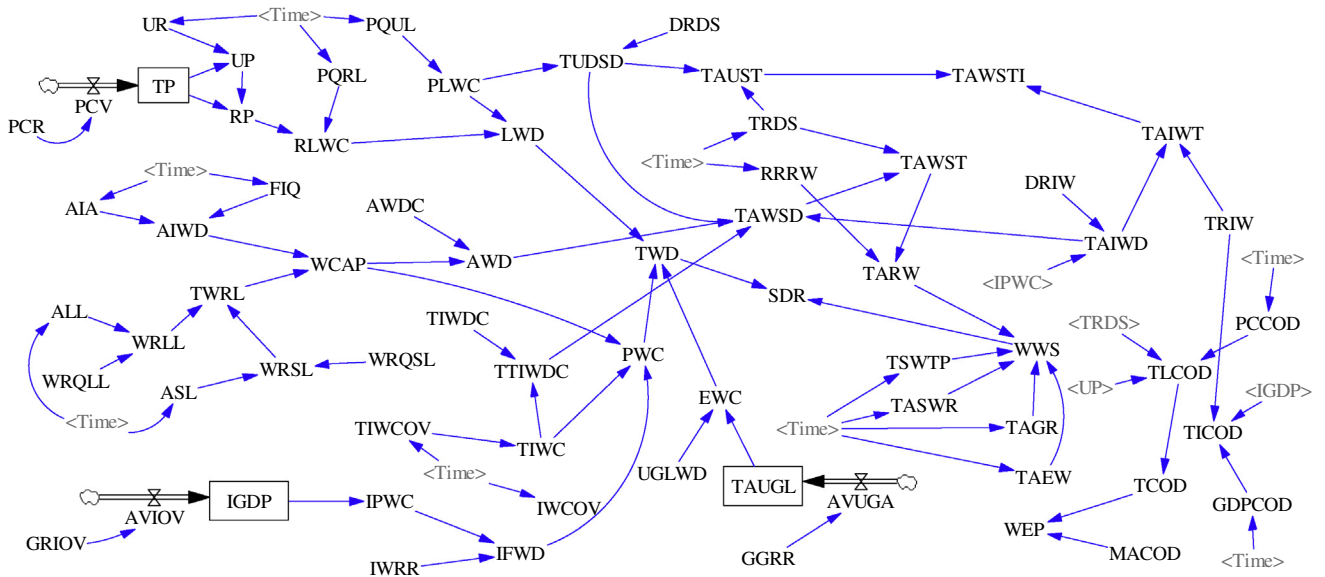 UR
<Time>
PQUL
DRDS
UP
PQRL
TUDSD
TAUST
TAWSTI
TP
PLWC
PCV
RP
PCR
RLWC
LWD
TRDS
TAIWT
<Time>
RRRW
TAWST
<Time>
FIQ
DRIW
AIA
AWDC
TAWSD
TRIW
AIWD
TAIWD
WCAP
AWD
TWD
TARW
<Time>
<IPWC>
TWRL
SDR
ALL
TIWDC
<TRDS>
PCCOD
WRLL
PWC
WWS
WRQLL
WRSL
WRQSL
TTIWDC
TSWTP
TLCOD
ASL
EWC
TASWR
<UP>
<IGDP>
<Time>
TIWCOV
<Time>
TAGR
TICOD
TIWC
<Time>
UGLWD
TAEW
TCOD
IGDP
IPWC
IWCOV
TAUGL
GDPCOD
AVIOV
AVUGA
WEP
GRIOV
IFWD
GGRR
MACOD
IWRR
<Time>